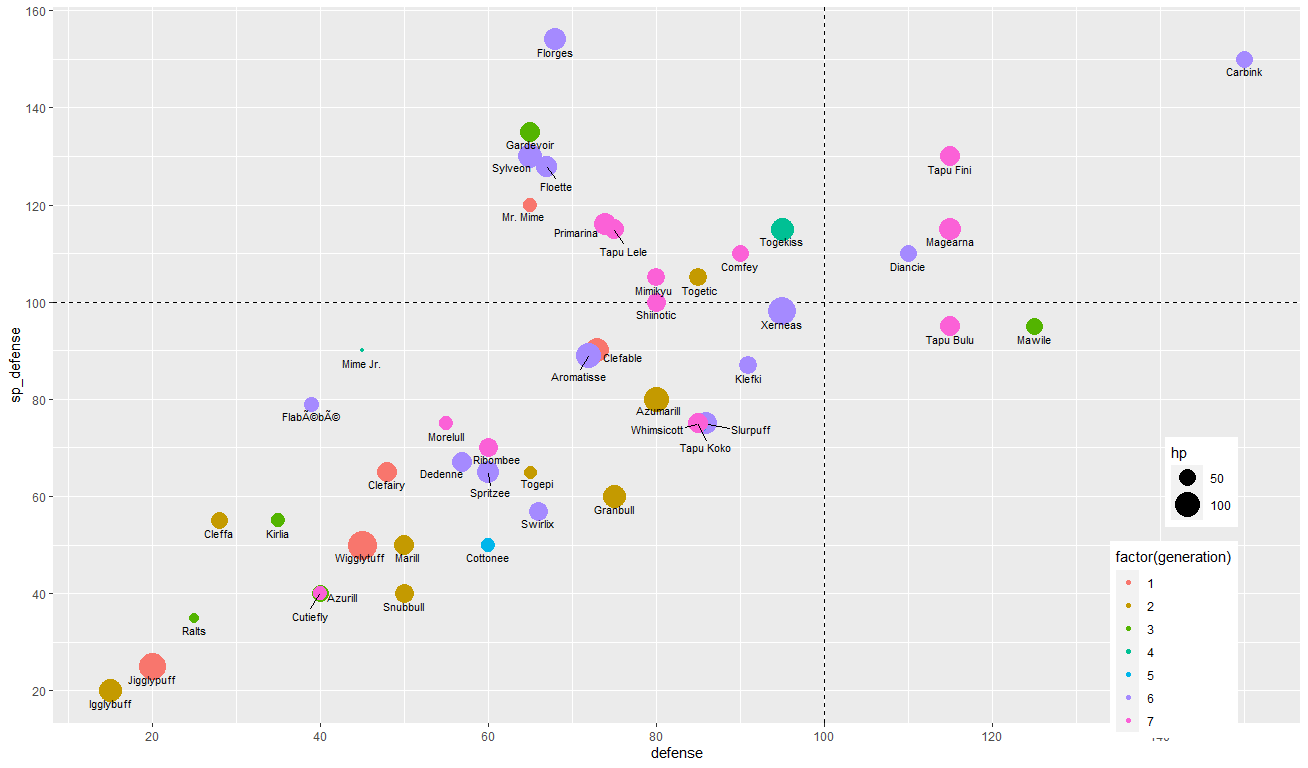 160
Florges
Carbink
140
Gardevoir
Tapu Fini
Sylveon
Floette
120
Mr. Mime
Primarina
Togekiss
Magearna
Tapu Lele
Comfey
Diancie
Mimikyu
Togetic
100
Shiinotic
Xerneas
Tapu Bulu
Mawile
sp_defense
Mime Jr.
Clefable
Aromatisse
Klefki
80
FlabÃ©bÃ©
Azumarill
Morelull
Whimsicott
Slurpuff
Tapu Koko
Ribombee
Dedenne
Clefairy
Togepi
Spritzee
60
Granbull
Swirlix
Cleffa
Kirlia
Wigglytuff
Marill
Cottonee
40
Azurill
Snubbull
Cutiefly
Ralts
Jigglypuff
20
Igglybuff
hp
50
100
factor(generation)
1
2
3
4
5
6
7
20
40
60
80
100
120
140
defense